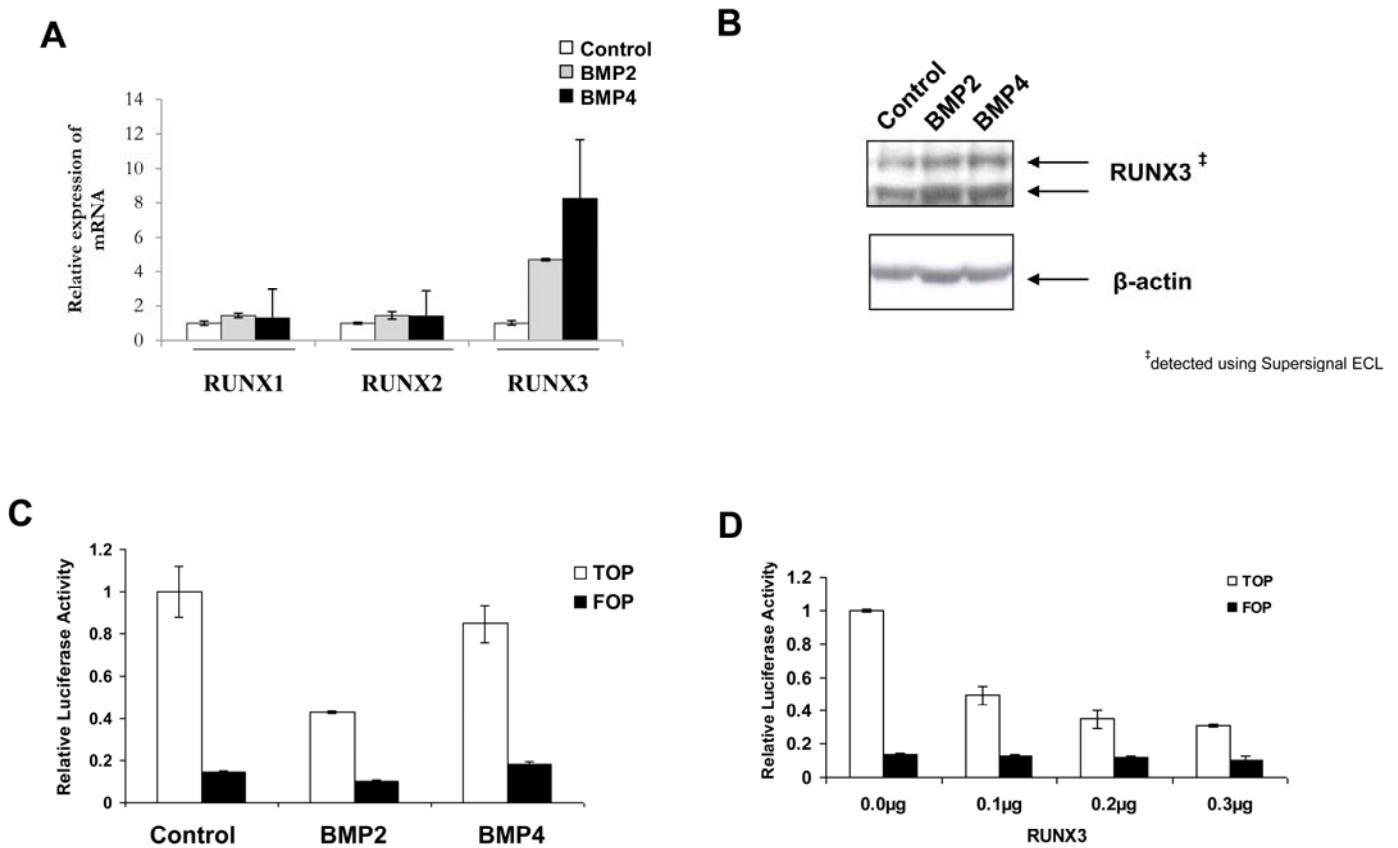 A
Control
BMP2
BMP4
Relative expression of
mRNA
14
12
10
8
6
4
2
0
RUNX1 RUNX2 RUNX3
B
Control BMP2 BMP4
RUNX3 ‡
β-actin
‡detected using Supersignal ECL
C
Relative Luciferase Activity
1.2
1
0.8
0.6
0.4
0.2
0
TOP
FOP
Control BMP2 BMP4
D
Relative Luciferase Activity
1.2
1
0.8
0.6
0.4
0.2
0
TOP
FOP
0.0µg 0.1µg 0.2µg 0.3µg
RUNX3